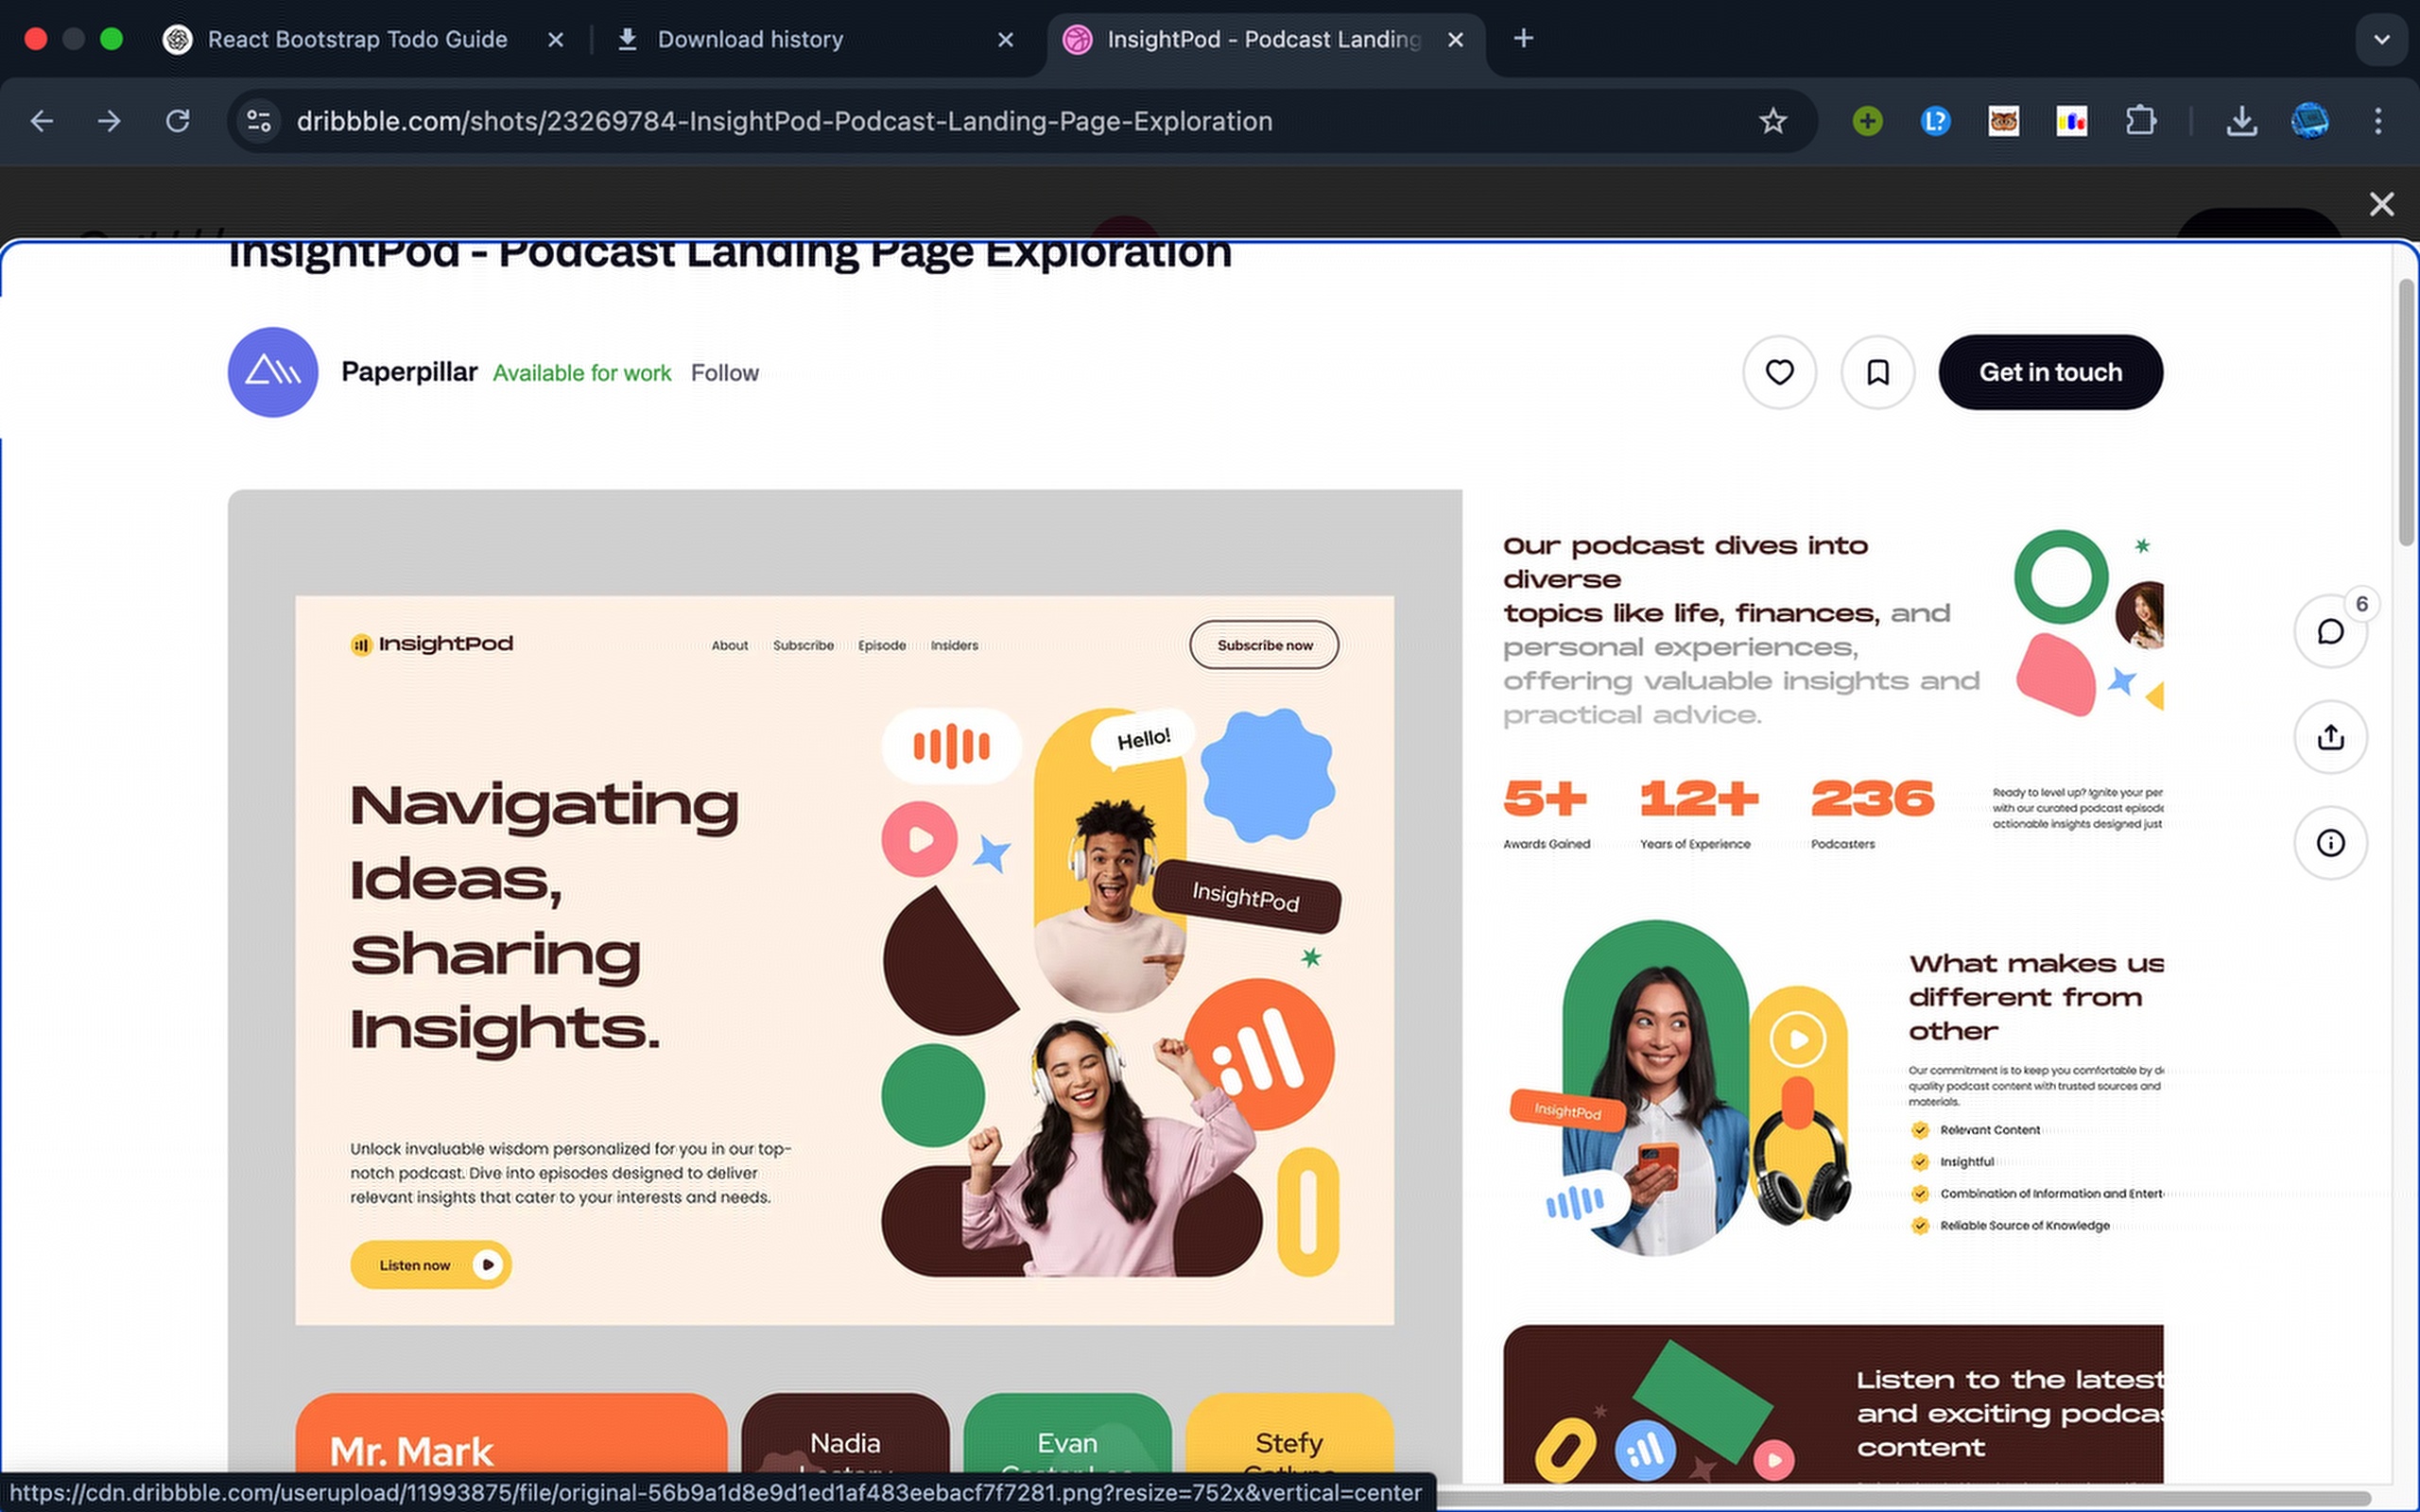 React Bootstrap Todo Guide
Download history
InsightPod - Podcast Landing
dribbble.com/shots/23269784-InsightPod-Podcast-Landing-Page-Exploration
InsightPod - Podcast Landing Page Exploration
Paperpillar Available for work Follow
Get in touch
6
InsightPod
About Subscribe Episode Insiders
Subscribe now
Hello!
InsightPod
Navigating
Ideas,
Sharing
Insights.
Unlock invaluable wisdom personalized for you in our top-
notch podcast. Dive into episodes designed to deliver
relevant insights that cater to your interests and needs.
Listen now
Our podcast dives into
diverse
topics like life, finances, and
personal experiences,
offering valuable insights and
practical advice.
5+ 12+ 236
Awards Gained Years of Experience Podcasters
Ready to level up? Ignite your per
with our curated podcast episode
actionable insights designed just
InsightPod
What makes us
different from
other
Our commitment is to keep you comfortable by de
quality podcast content with trusted sources and
materials.
Relevant Content
Insightful
Combination of Information and Entert
Reliable Source of Knowledge
Listen to the latest
and exciting podcas
content
Mr. Mark
Nadia
Evan
Stefy
https://cdn.dribbble.com/userupload/11993875/file/original-56b9a1d8e9d1ed1af483eebacf7f7281.png?resize=752x&vertical=center